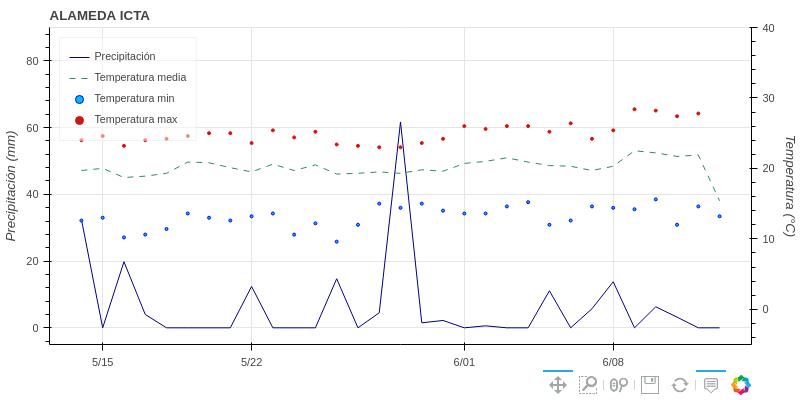 ALAMEDA ICTA
Precipitación
Temperatura media
Temperatura min
Temperatura max
Precipitación (mm)
80
60
40
20
0
40
30
20
10
0
Temperatura (°C)
5/15
5/22
6/01
6/08